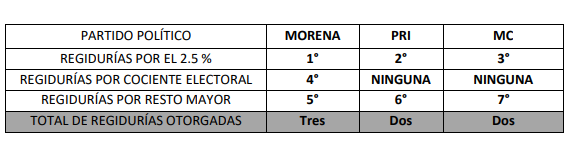 PARTIDO POLÍTICO MORENA PRI MC
REGIDURÍAS POR EL 2.5 % 1° 2° 3°
REGIDURÍAS POR COCIENTE ELECTORAL 4° NINGUNA NINGUNA
REGIDURÍAS POR RESTO MAYOR 5° 6° 7°
TOTAL DE REGIDURÍAS OTORGADAS Tres Dos Dos